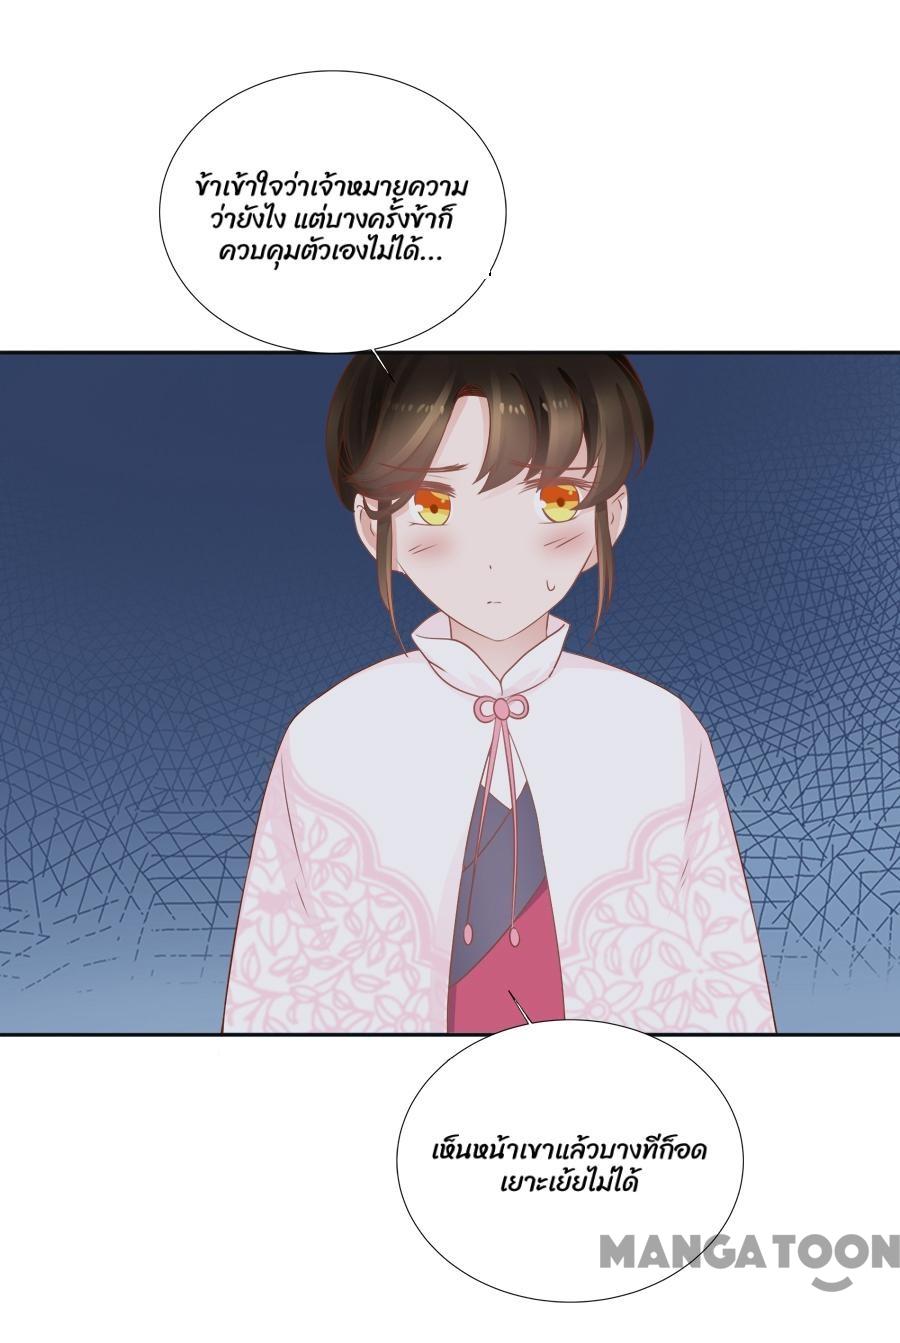 ข้าเข้าใจว่าเจ้าหมายความ
ว่ายังไง แต่บางครั้งข้าก็
ควบคุมตัวเองไม่ได้...
เห็นหน้าเขาแล้วบางทีก็อด
เยาะเย้ยไม่ได้
MANGATOON